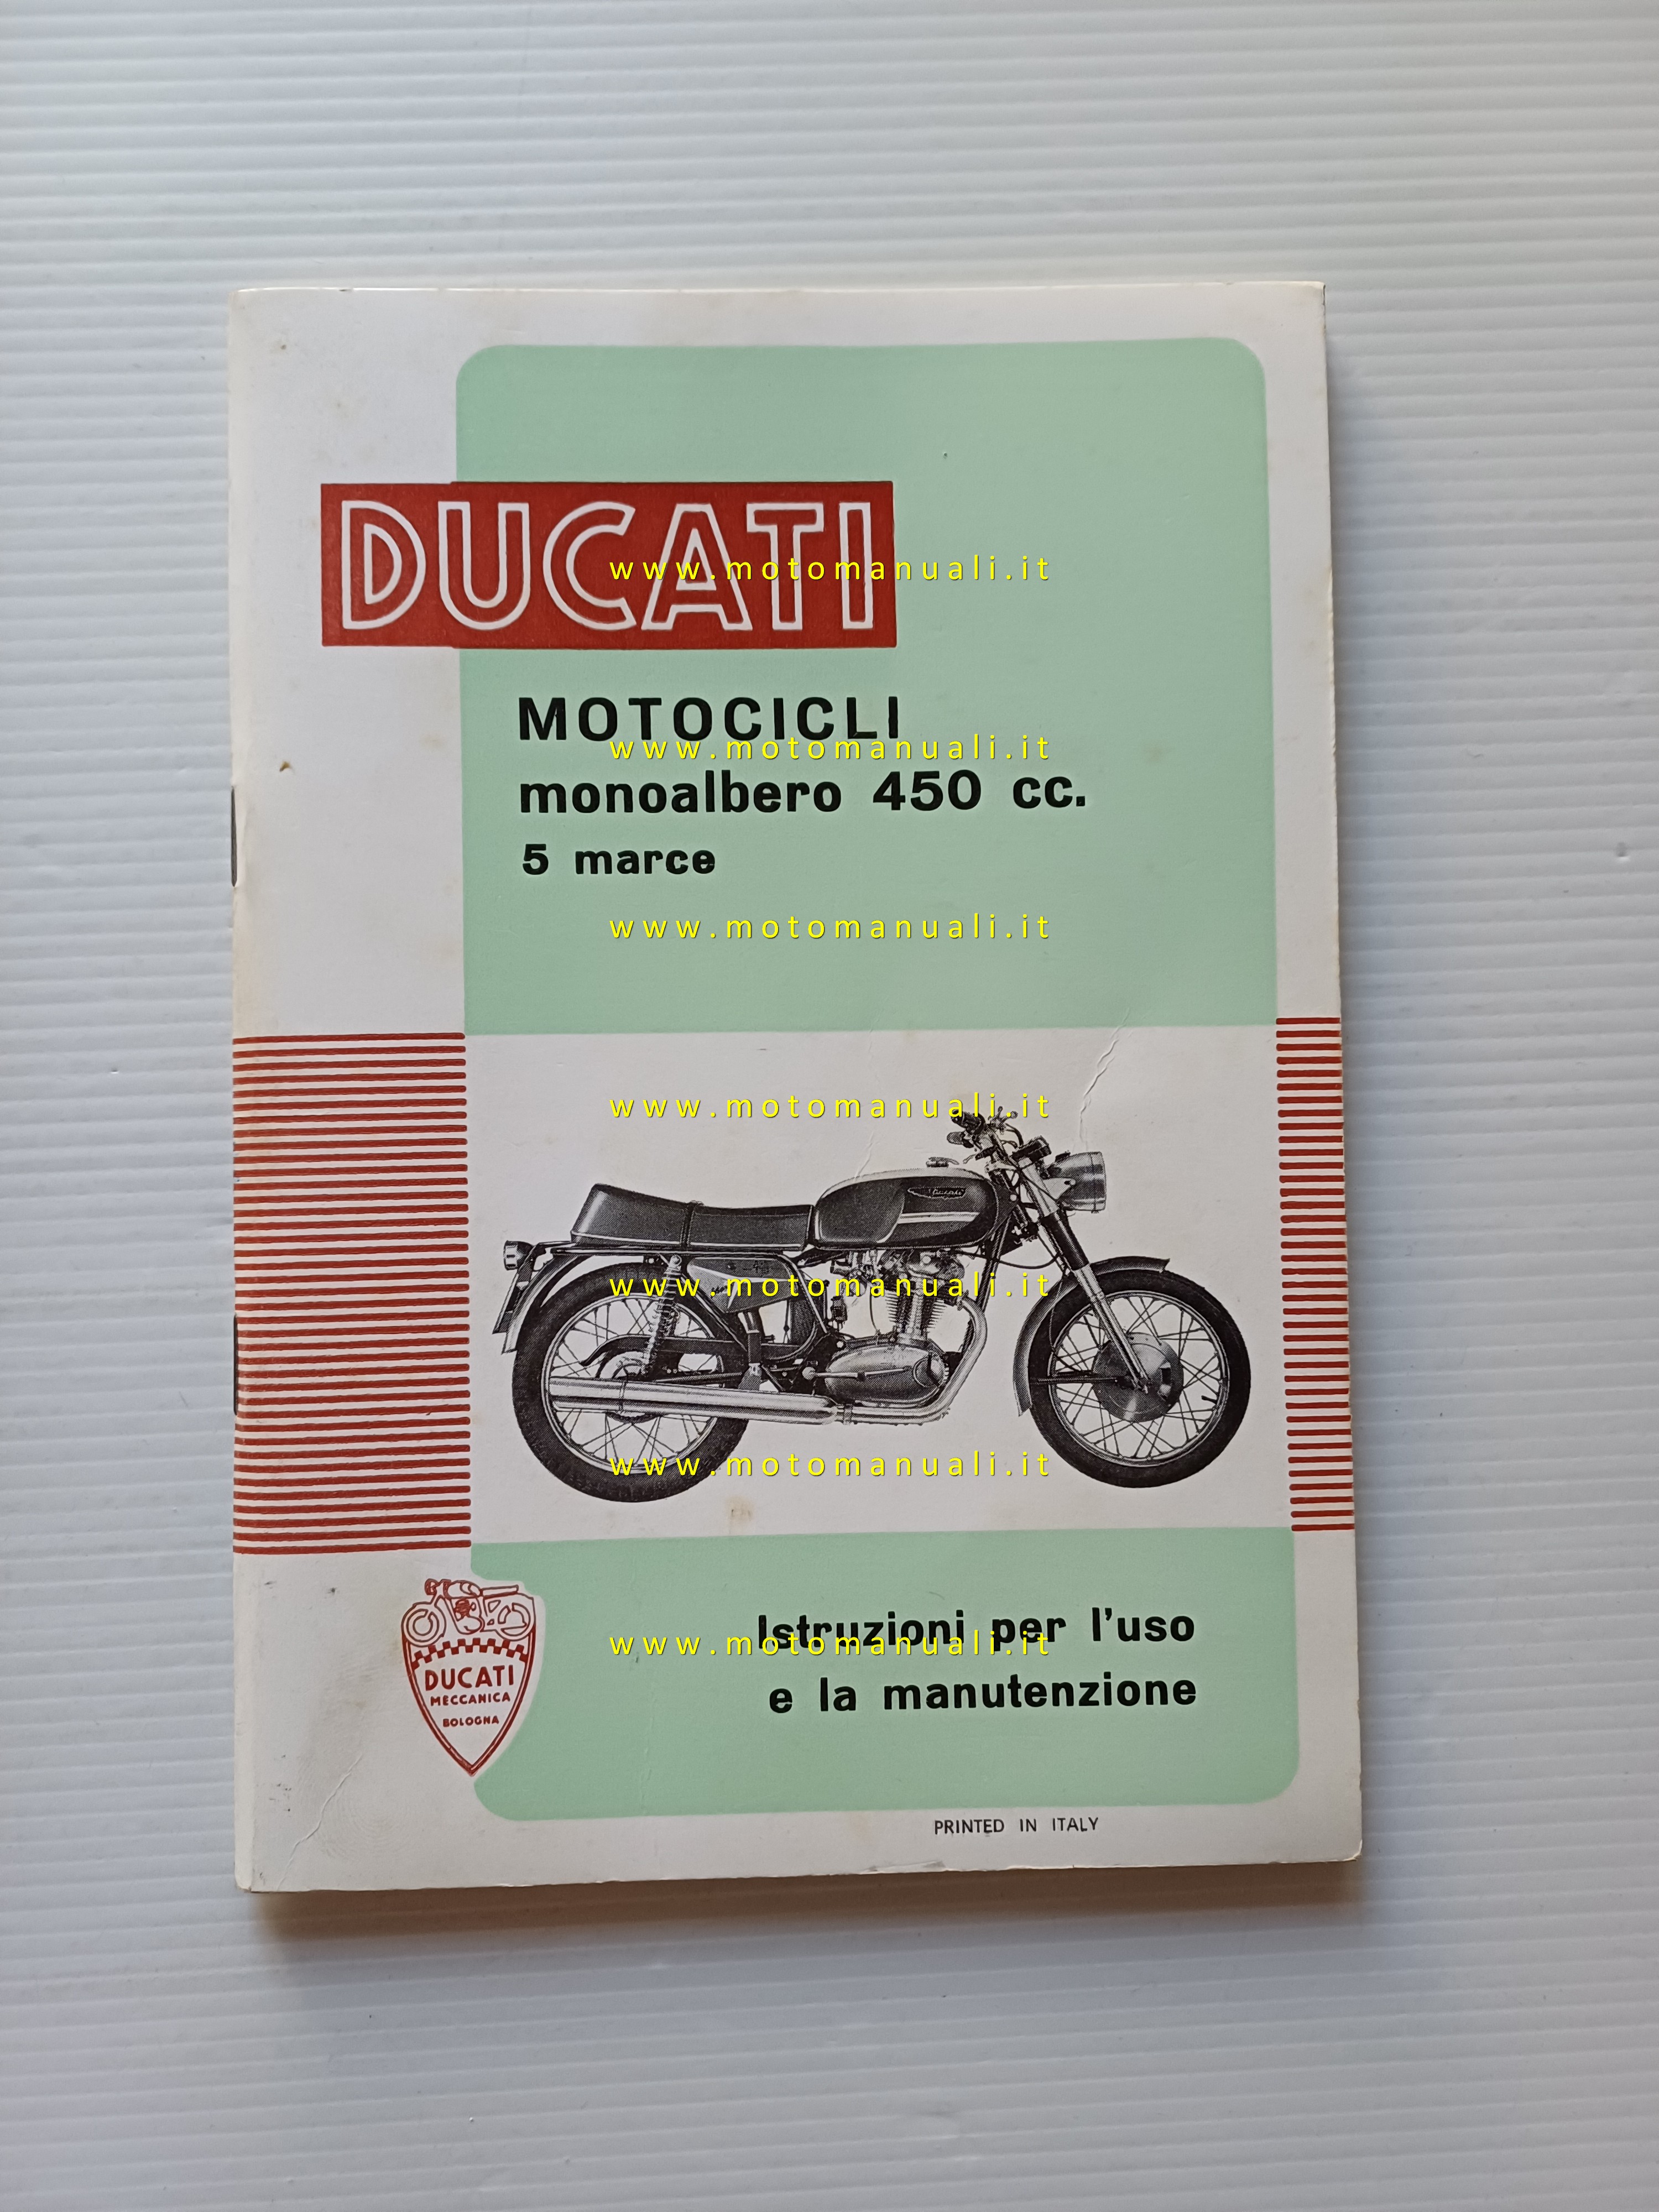 DUCATI
www.motomanuali.it
MOTOCICLI
www.motomanuali.it
monoalbero 450 cc.
5 marce
www.motomanuali.it
www.motomanuali.it
www.motomanuali.it
www.motomanuali.it
Istruzioni per l'uso
www.motomanuali.it
e la manutenzione
DUCATI
MECCANICA
BOLOGNA
PRINTED IN ITALY